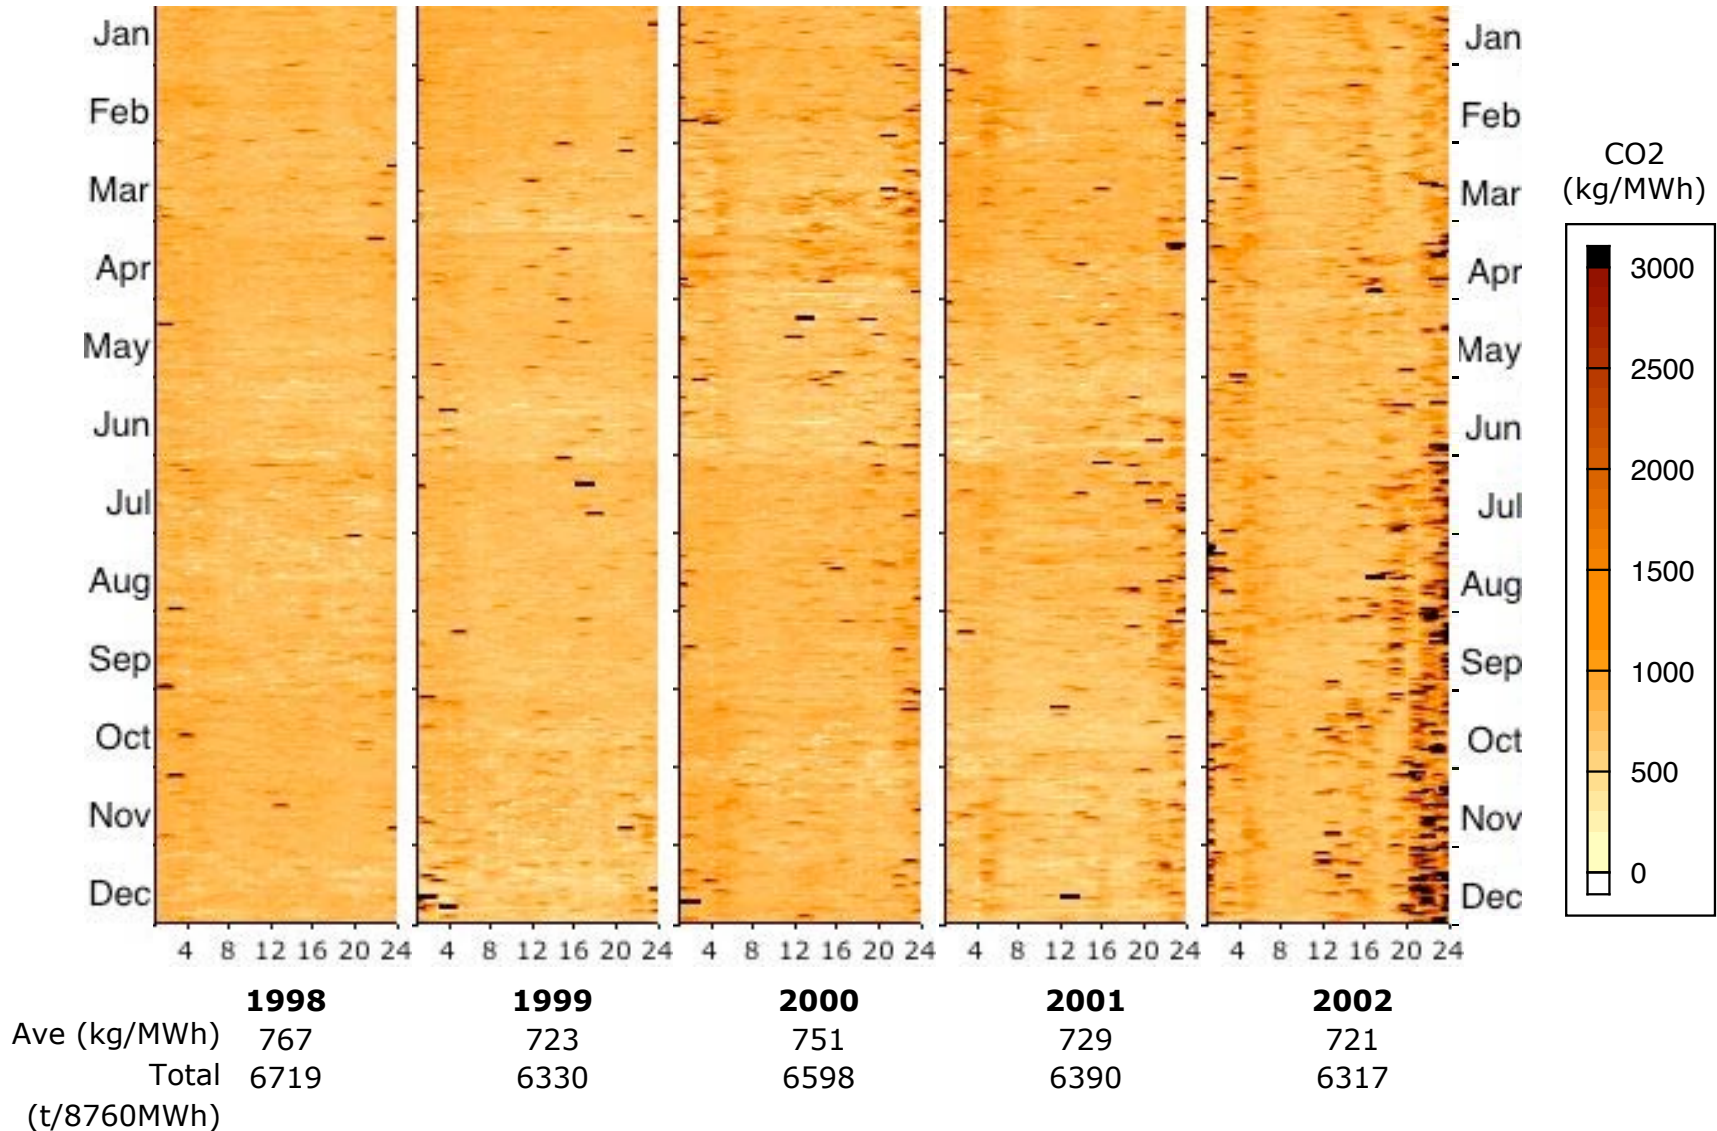 Jan
Feb
Mar
Apr
May
Jun
Jul
Aug
Sep
Oct
Nov
Dec
Jan
Feb
Mar
Apr
May
Jun
Jul
Aug
Sep
Oct
Nov
Dec
CO2
(kg/MWh)
3000
2500
2000
1500
1000
500
0
4 8 12 16 20 24 4 8 12 16 20 24 4 8 12 16 20 24 4 8 12 16 20 24 4 8 12 16 20 24
1998 1999 2000 2001 2002
Ave (kg/MWh) 767 723 751 729 721
Total 6719 6330 6598 6390 6317
(t/8760MWh)